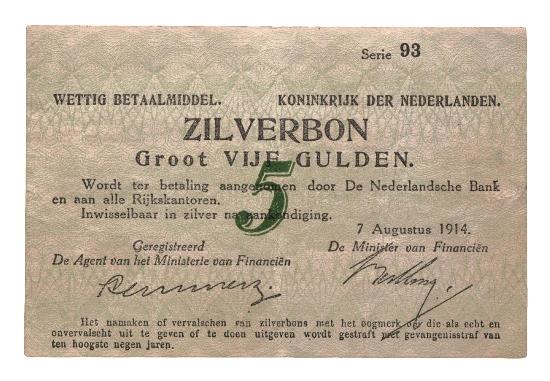 Serie 93
WETTIG BETAALMIDDEL. KONINKRIJK DER NEDERLANDEN.
ZILVERBON
Groot VIJF GULDEN.
5
Wordt ter betaling aangenomen door De Nederlandsche Bank
en aan alle Rijkskantoren.
Inwisselbaar in zilver na aankondiging.
7 Augustus 1914.
Geregistreerd De Minister van Financiën
De Agent van het Ministerie van Financiën
Het namaken of vervalschen van zilverbons met het oogmerk om die als echt en
onvervalscht uit te geven of te doen uitgeven wordt gestraft met gevangenisstraf van
ten hoogste negen jaren.